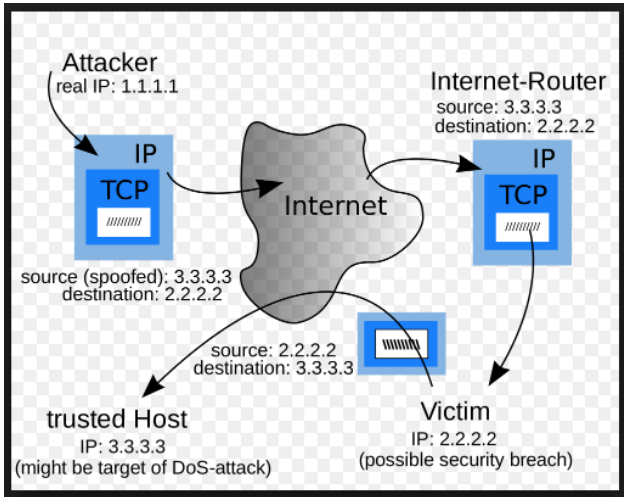 Attacker
real IP: 1.1.1.1
IP
TCP
//////////
source (spoofed): 3.3.3.3
destination: 2.2.2.2
Internet
Internet-Router
source: 3.3.3.3
destination: 2.2.2.2
IP
TCP
//////////
source: 2.2.2.2
destination: 3.3.3.3
trusted Host
IP: 3.3.3.3
(might be target of DoS-attack)
Victim
IP: 2.2.2.2
(possible security breach)